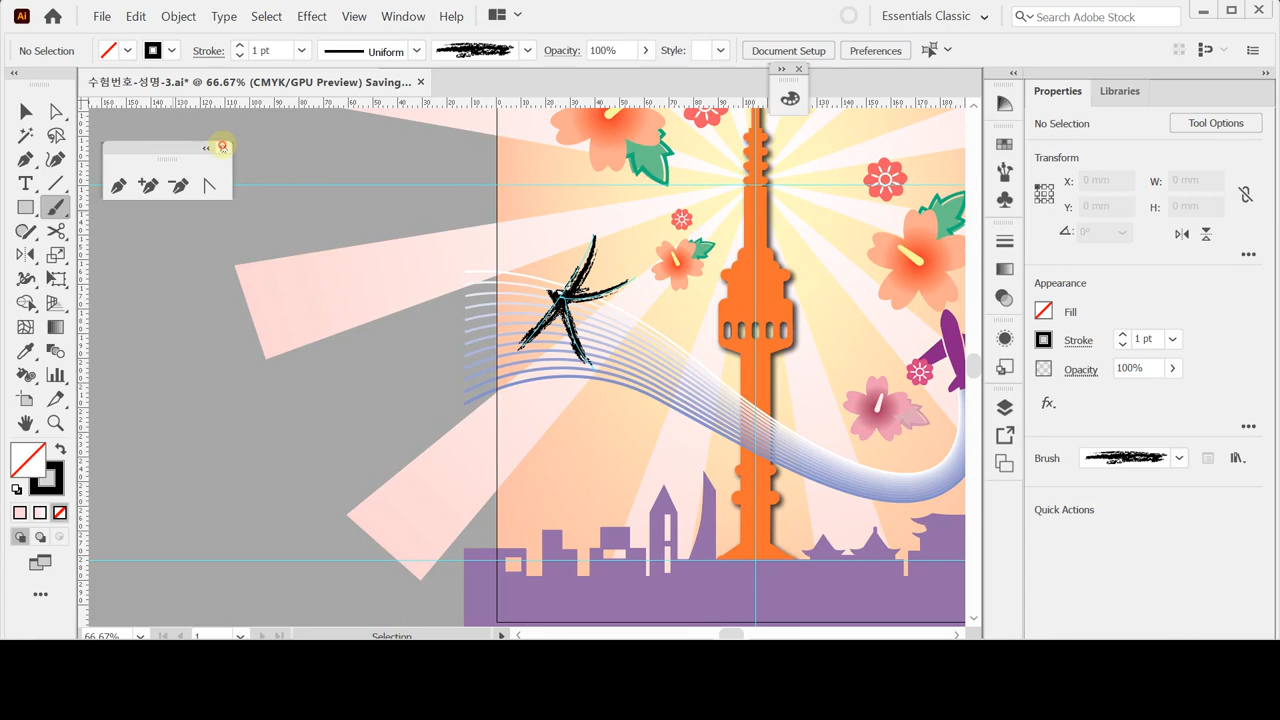 Ai File Edit Object Type Select Effect View Window Help Essentials Classic Search Adobe Stock
No Selection Stroke: 1 pt Uniform Opacity: 100% Style: Document Setup Preferences
수험번호-성명-3.ai* @ 66.67% (CMYK/GPU Preview) Saving...
Properties Libraries
No Selection Tool Options
Transform
X: 0 mm W: 0 mm
Y: 0 mm H: 0 mm
0°
Appearance
Fill
Stroke 1 pt
Opacity 100%
fx.
Brush
Quick Actions
66.67% 1 Selection